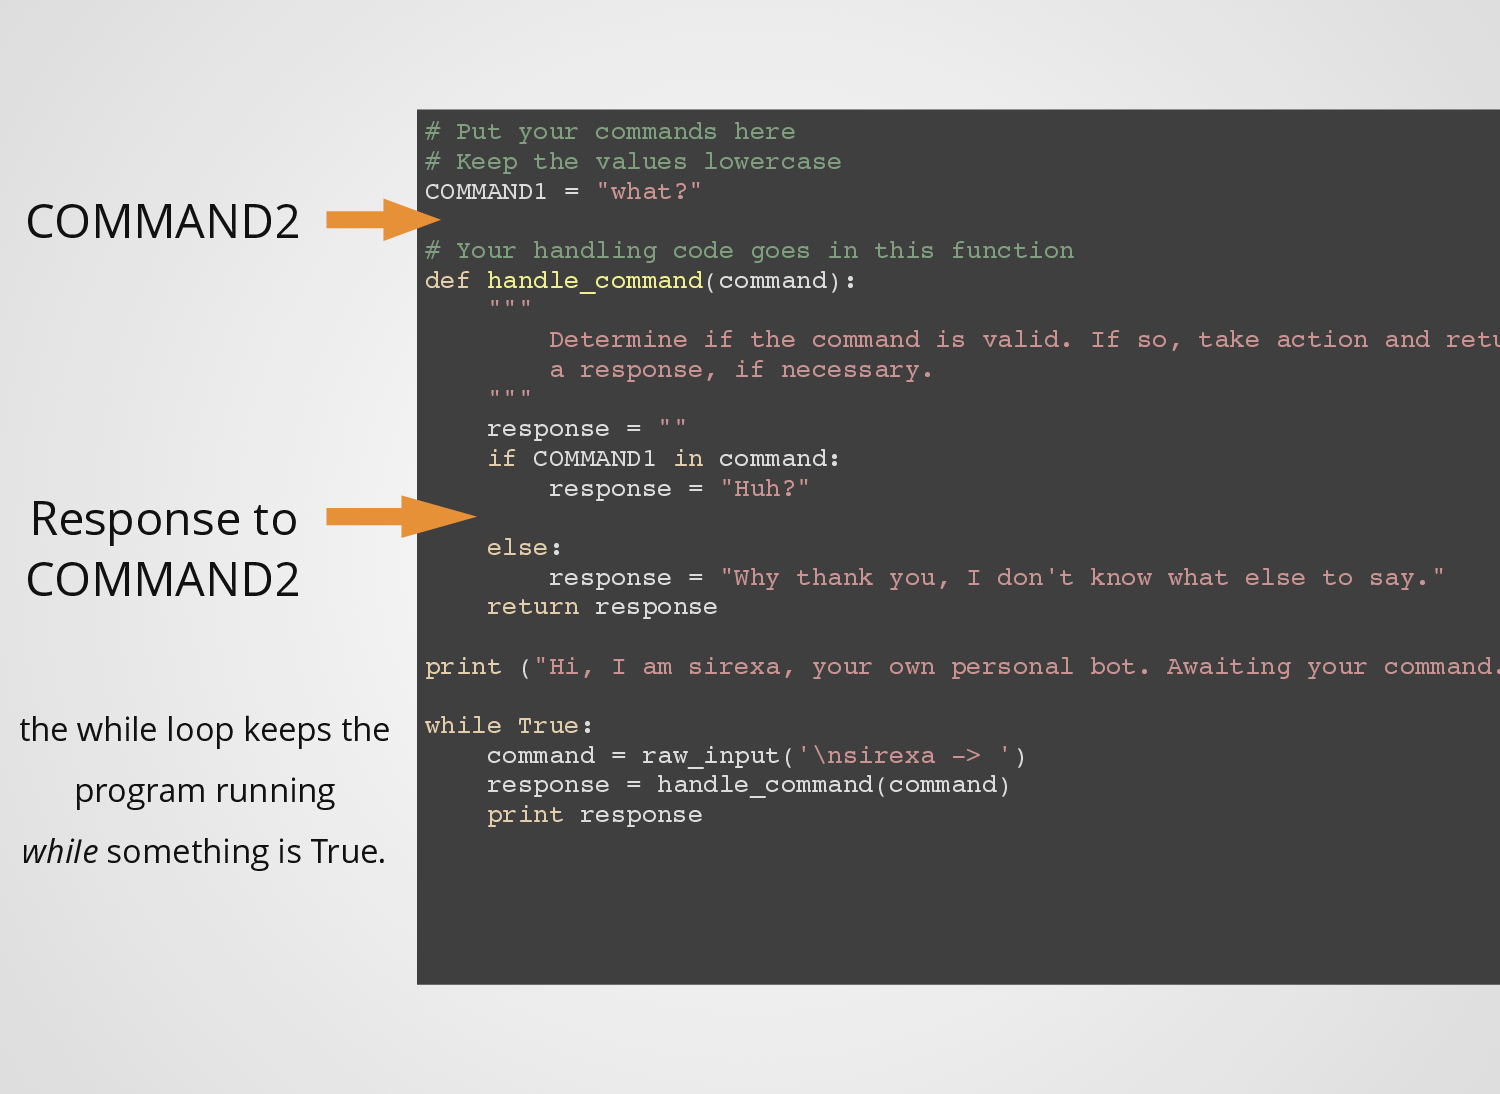 # Put your commands here
# Keep the values lowercase
COMMAND1 = "what?"
COMMAND2
# Your handling code goes in this function
def handle_command(command):
    """
        Determine if the command is valid. If so, take action and retu
        a response, if necessary.
    """
    response = ""
    if COMMAND1 in command:
        response = "Huh?"
Response to
COMMAND2
    else:
        response = "Why thank you, I don't know what else to say."
    return response
print ("Hi, I am sirexa, your own personal bot. Awaiting your command.
the while loop keeps the
program running
while something is True.
while True:
    command = raw_input('\nsirexa -> ')
    response = handle_command(command)
    print response